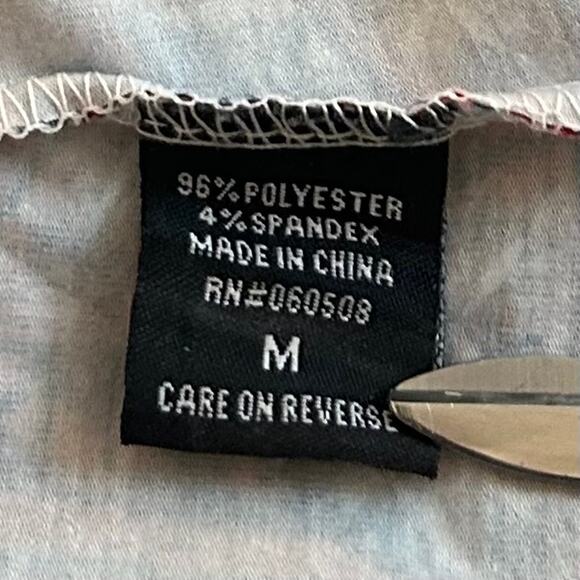 96% POLYESTER
4% SPANDEX
MADE IN CHINA
RN#060508
M
CARE ON REVERSE